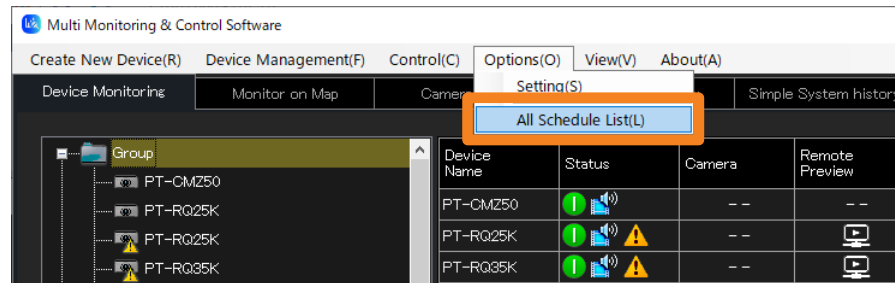 Multi Monitoring & Control Software
Create New Device(R) Device Management(F) Control(C) Options(O) View(V) About(A)
Setting(S)
Device Monitoring Monitor on Map Simple System history
All Schedule List(L)
Group
Device Name Status Camera Remote Preview
PT-CMZ50
PT-CMZ50 -- --
PT-RQ25K
PT-RQ25K
PT-RQ25K --
PT-RQ35K
PT-RQ35K --